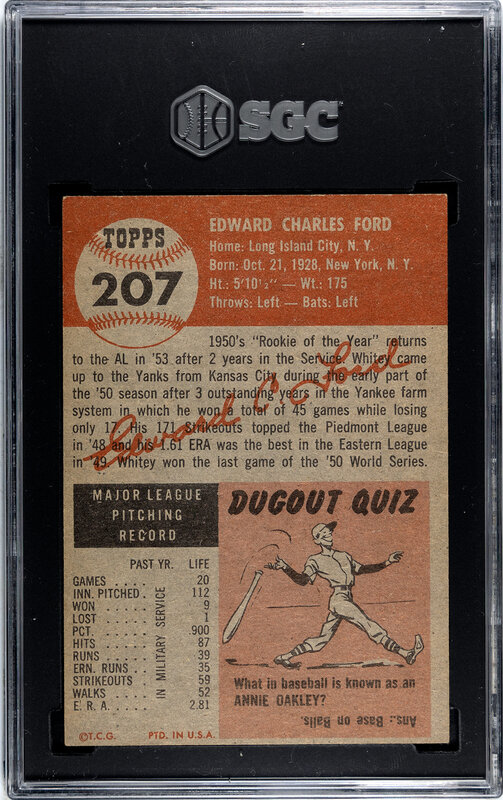 SGC
TOPPS
207
EDWARD CHARLES FORD
Home: Long Island City, N. Y.
Born: Oct. 21, 1928, New York, N. Y.
Ht.: 5'10½" — Wt.: 175
Throws: Left — Bats: Left
1950's "Rookie of the Year" returns
to the AL in '53 after 2 years in the Service. Whitey came
up to the Yanks from Kansas City during the early part of
the '50 season after 3 outstanding years in the Yankee farm
system in which he won a total of 45 games while losing
only 17. His 171 Strikeouts topped the Piedmont League
in '48 and his 1.61 ERA was the best in the Eastern League
in '49. Whitey won the last game of the '50 World Series.
Edward C. Ford
MAJOR LEAGUE
PITCHING
RECORD
PAST YR. LIFE
GAMES . . . . 20
INN. PITCHED . 112
WON . . . . 9
LOST . . . . 1
PCT. . . . . .900
HITS . . . . 87
RUNS . . . . 39
ERN. RUNS . . 35
STRIKEOUTS . . 59
WALKS . . . . 52
E. R. A. . . . . 2.81
IN MILITARY SERVICE
DUGOUT QUIZ
What in baseball is known as an
ANNIE OAKLEY?
Ans.: Base on Balls.
©T.C.G. PTD. IN U.S.A.